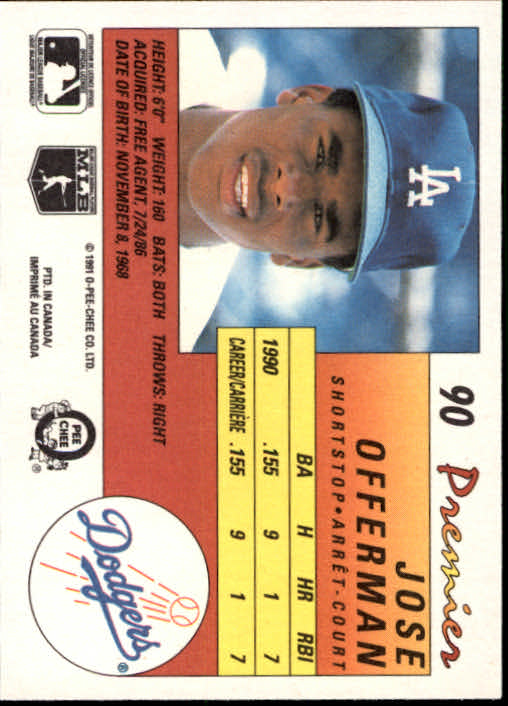 90 Premier
JOSE
OFFERMAN
SHORTSTOP•ARRÊT-COURT
BA H HR RBI
1990 .155 9 1 7
CAREER/CARRIÈRE .155 9 1 7
LA
HEIGHT: 6'0" WEIGHT: 160 BATS: BOTH THROWS: RIGHT
ACQUIRED: FREE AGENT, 7/24/86
DATE OF BIRTH: NOVEMBER 8, 1968
Dodgers®
MLB
© 1991 O-PEE-CHEE CO. LTD.
PTD. IN CANADA/
IMPRIMÉ AU CANADA
O PEE CHEE ®